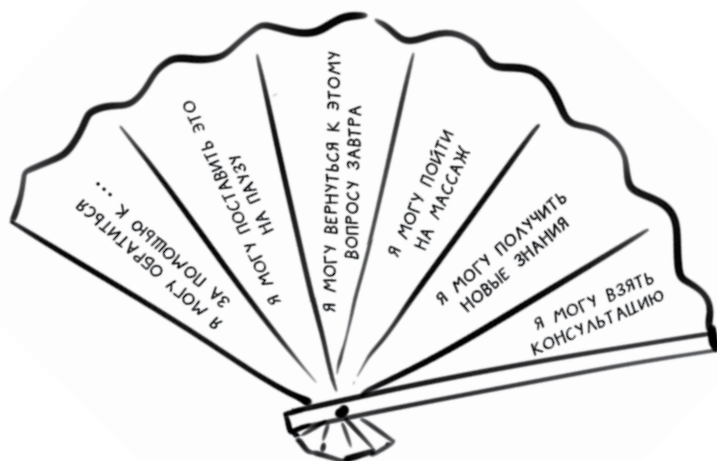 Я МОГУ ОБРАТИТЬСЯ
ЗА ПОМОЩЬЮ К ...
Я МОГУ ПОСТАВИТЬ ЭТО
НА ПАУЗУ
Я МОГУ ВЕРНУТЬСЯ К ЭТОМУ
ВОПРОСУ ЗАВТРА
Я МОГУ ПОЙТИ
НА МАССАЖ
Я МОГУ ПОЛУЧИТЬ
НОВЫЕ ЗНАНИЯ
Я МОГУ ВЗЯТЬ
КОНСУЛЬТАЦИЮ